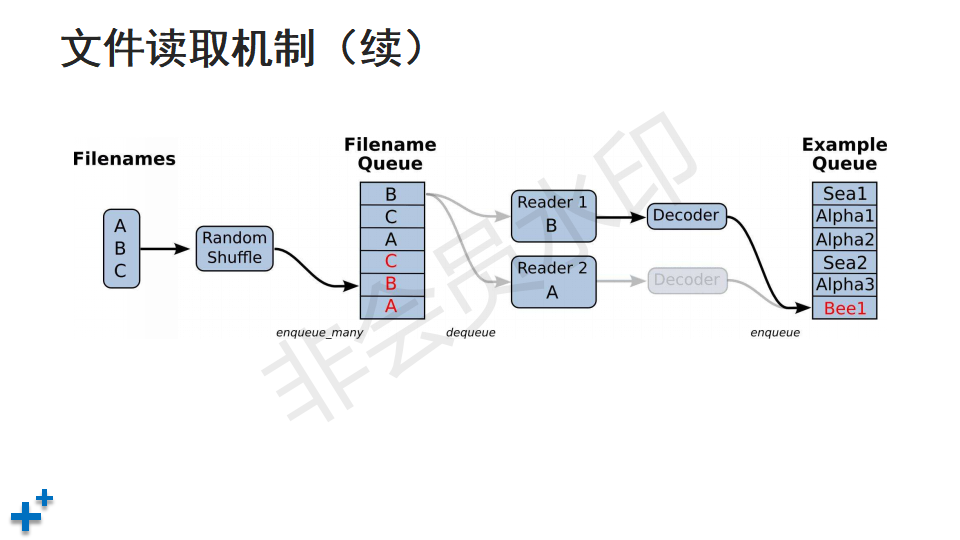 文件读取机制（续）
Filenames
A
B
C
Random
Shuffle
enqueue_many
Filename
Queue
B
C
A
C
B
A
dequeue
Reader 1
B
Reader 2
A
Decoder
Decoder
enqueue
Example
Queue
Sea1
Alpha1
Alpha2
Sea2
Alpha3
Bee1
非会员水印